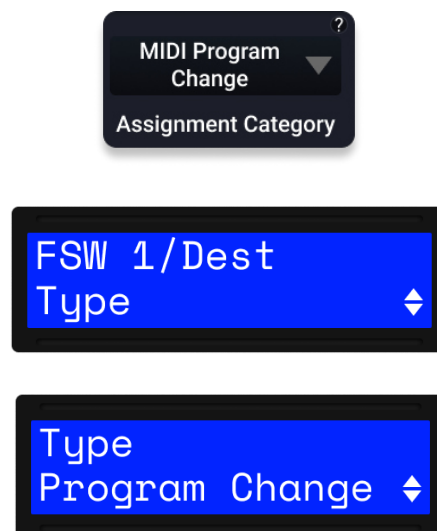 ?
MIDI Program
Change
Assignment Category
FSW 1/Dest
Type
Type
Program Change